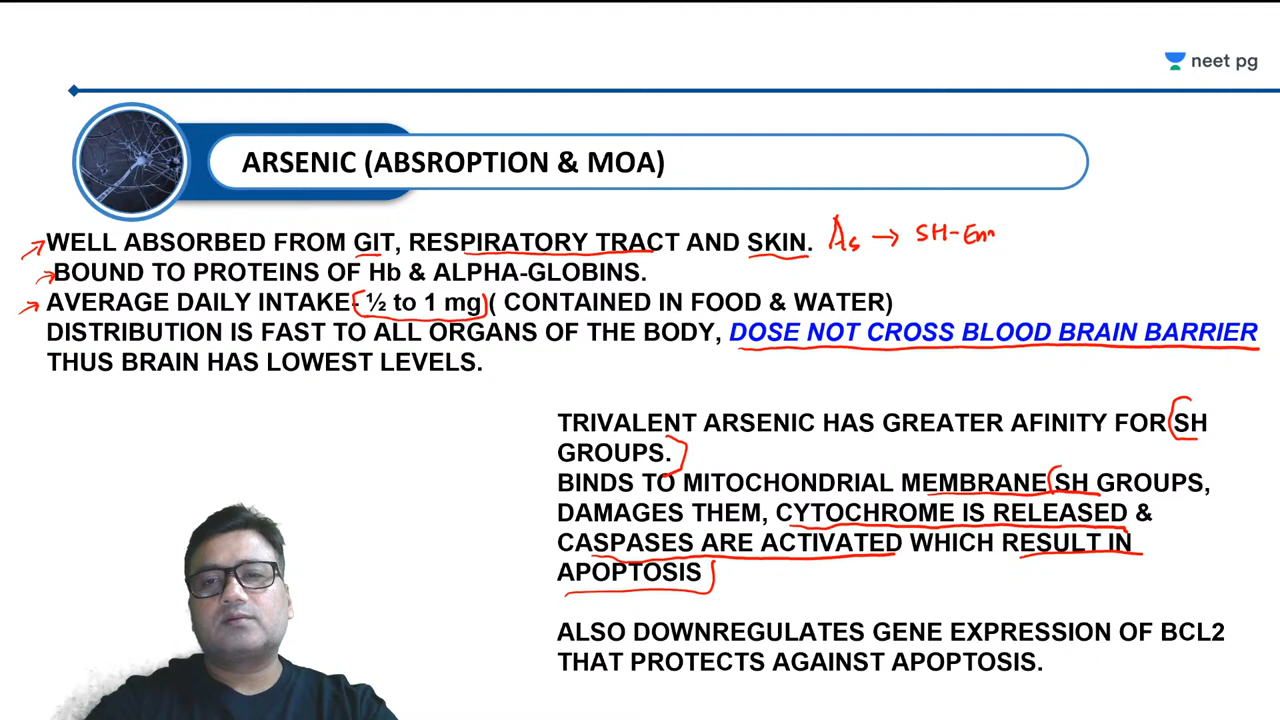 neet pg
ARSENIC (ABSROPTION & MOA)
WELL ABSORBED FROM GIT, RESPIRATORY TRACT AND SKIN. As → SH-Enn
BOUND TO PROTEINS OF Hb & ALPHA-GLOBINS.
AVERAGE DAILY INTAKE- ½ to 1 mg ( CONTAINED IN FOOD & WATER)
DISTRIBUTION IS FAST TO ALL ORGANS OF THE BODY, DOSE NOT CROSS BLOOD BRAIN BARRIER
THUS BRAIN HAS LOWEST LEVELS.
TRIVALENT ARSENIC HAS GREATER AFINITY FOR SH
GROUPS.
BINDS TO MITOCHONDRIAL MEMBRANE SH GROUPS,
DAMAGES THEM, CYTOCHROME IS RELEASED &
CASPASES ARE ACTIVATED WHICH RESULT IN
APOPTOSIS
ALSO DOWNREGULATES GENE EXPRESSION OF BCL2
THAT PROTECTS AGAINST APOPTOSIS.